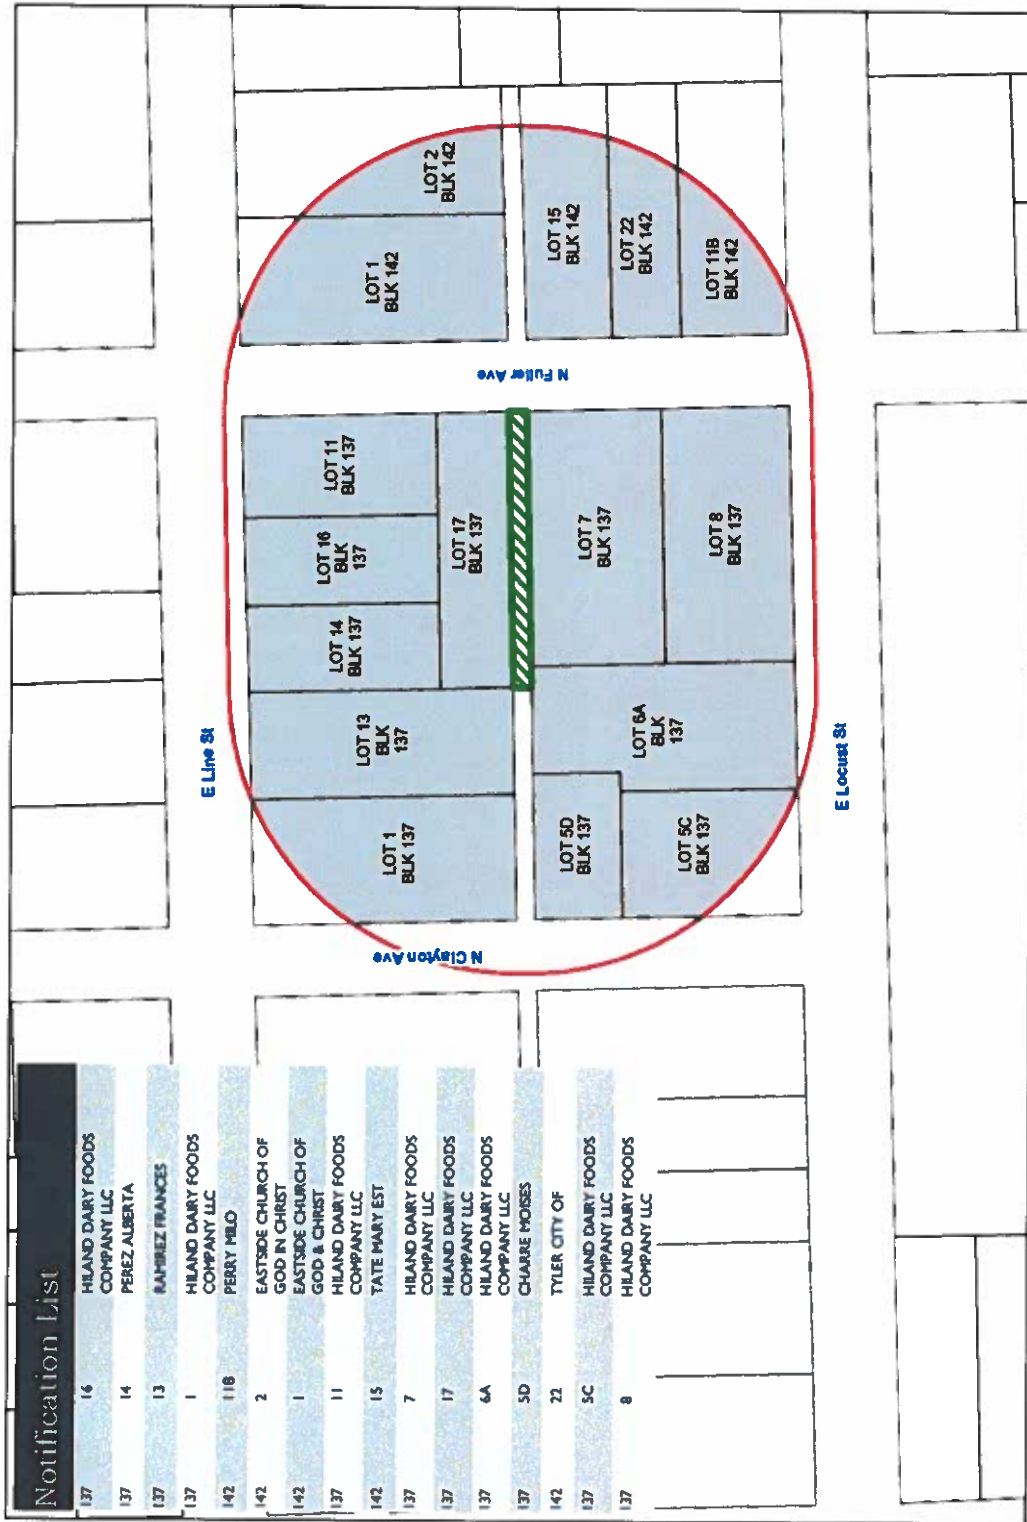 Notification List
137 16 HILAND DAIRY FOODS
COMPANY LLC
137 14 PEREZ ALBERTA
137 13 RAMIREZ FRANCES
137 1 HILAND DAIRY FOODS
COMPANY LLC
142 11B PERRY MILO
142 2 EASTSIDE CHURCH OF
GOD IN CHRIST
142 1 EASTSIDE CHURCH OF
GOD & CHRIST
137 11 HILAND DAIRY FOODS
COMPANY LLC
142 15 TATE MARY EST
137 7 HILAND DAIRY FOODS
COMPANY LLC
137 17 HILAND DAIRY FOODS
COMPANY LLC
137 6A HILAND DAIRY FOODS
COMPANY LLC
137 5D CHARRE MOISES
142 22 TYLER CITY OF
137 5C HILAND DAIRY FOODS
COMPANY LLC
137 8 HILAND DAIRY FOODS
COMPANY LLC
E Line St
N Clayton Ave
N Fuller Ave
E Locust St
LOT 1
BLK 137
LOT 13
BLK
137
LOT 14
BLK 137
LOT 16
BLK
137
LOT 11
BLK 137
LOT 17
BLK 137
LOT 1
BLK 142
LOT 2
BLK 142
LOT 5D
BLK 137
LOT 5C
BLK 137
LOT 6A
BLK
137
LOT 7
BLK 137
LOT 8
BLK 137
LOT 15
BLK 142
LOT 22
BLK 142
LOT 11B
BLK 142